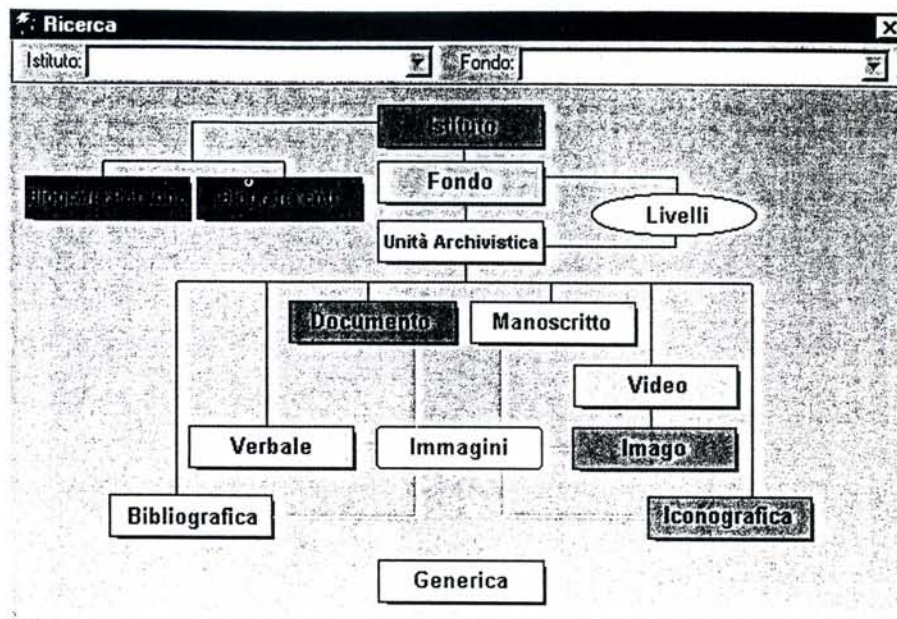 Ricerca
Istituto: Fondo:
Istituto
Fondo
Livelli
Unità Archivistica
Documento Manoscritto
Video
Verbale Immagini Imago
Bibliografica Iconografica
Generica